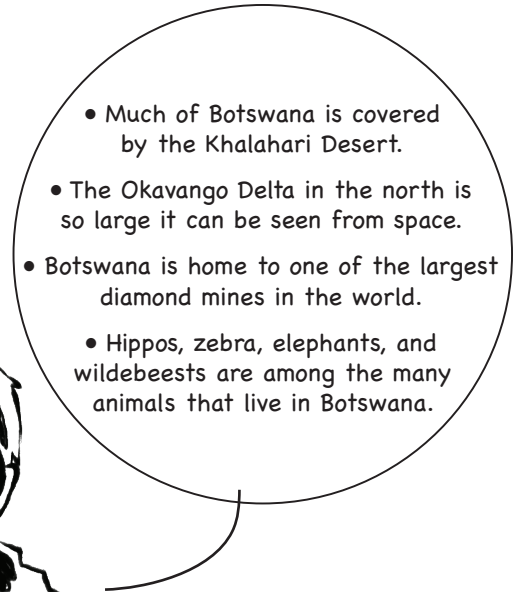 • Much of Botswana is covered
by the Khalahari Desert.
• The Okavango Delta in the north is
so large it can be seen from space.
• Botswana is home to one of the largest
diamond mines in the world.
• Hippos, zebra, elephants, and
wildebeests are among the many
animals that live in Botswana.